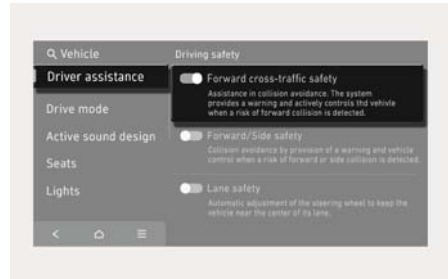 Vehicle
Driving safety
Driver assistance
Forward cross-traffic safety
Assistance in collision avoidance. The system
provides a warning and actively controls thd vehivle
when a risk of forward collision is detected.
Drive mode
Active sound design
Forward/Side safety
Collision avoidance by provision of a warning and vehicle
control when a risk of forward or side collision is detected.
Seats
Lights
Lane safety
Automatic adjustment of the steering wheel to keep the
vehicle near the center of its lane.